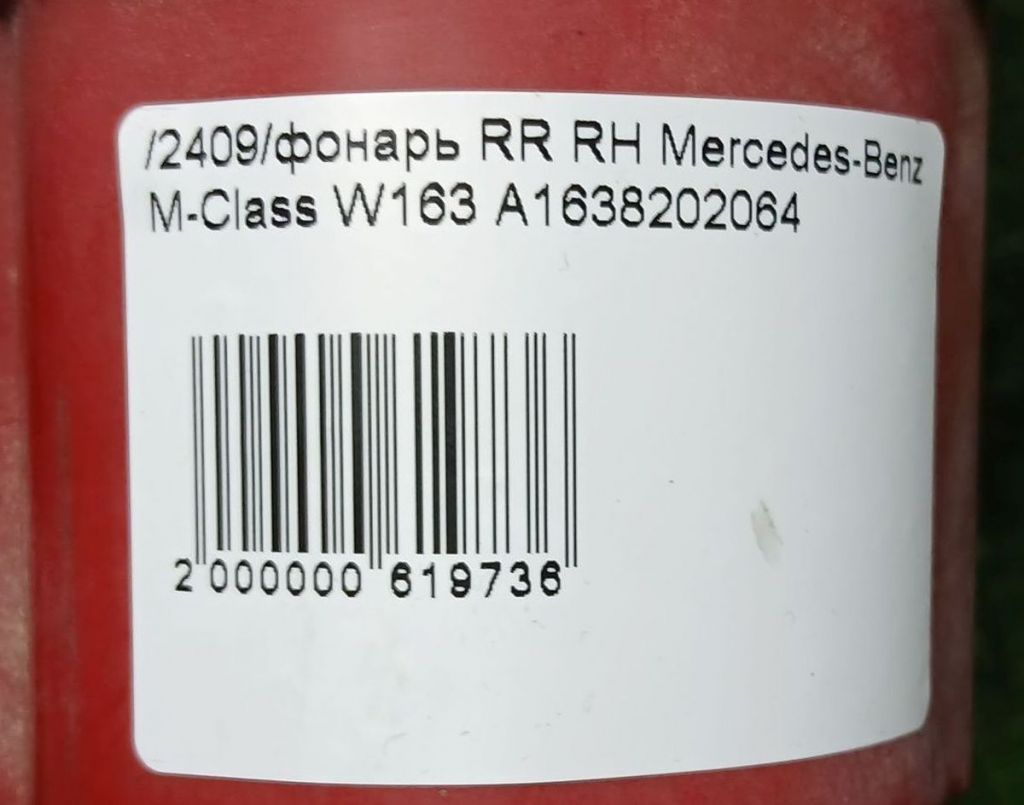 /2409/фонарь RR RH Mercedes-Benz
M-Class W163 A1638202064
2 000000 619736